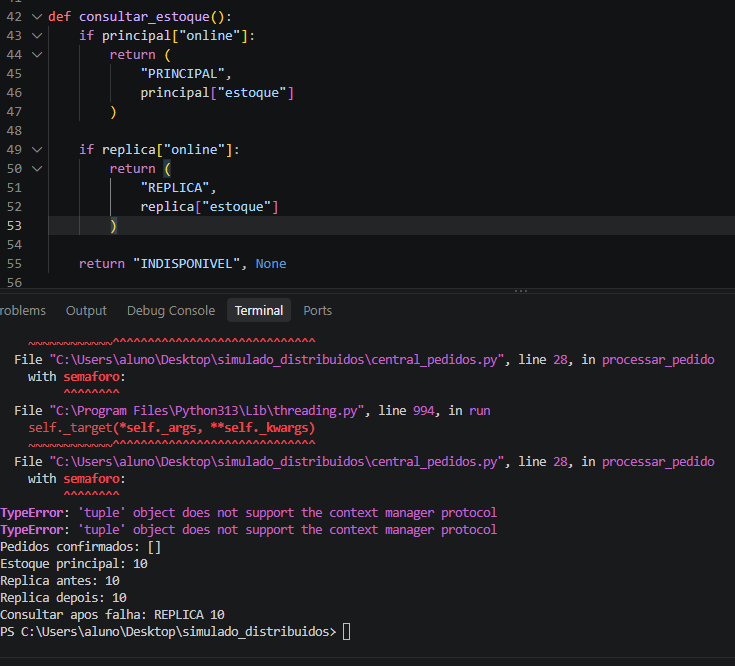 42 def consultar_estoque():
43     if principal["online"]:
44         return (
45             "PRINCIPAL",
46             principal["estoque"]
47         )
48
49     if replica["online"]:
50         return (
51             "REPLICA",
52             replica["estoque"]
53         )
54
55     return "INDISPONIVEL", None
56
roblems Output Debug Console Terminal Ports
    ~~~~~~~~~~~~^^^^^^^^^^^^^^^^^^^^^^^^^^^^^
  File "C:\Users\aluno\Desktop\simulado_distribuidos\central_pedidos.py", line 28, in processar_pedido
    with semaforo:
         ^^^^^^^^
  File "C:\Program Files\Python313\Lib\threading.py", line 994, in run
    self._target(*self._args, **self._kwargs)
    ~~~~~~~~~~~~^^^^^^^^^^^^^^^^^^^^^^^^^^^^^
  File "C:\Users\aluno\Desktop\simulado_distribuidos\central_pedidos.py", line 28, in processar_pedido
    with semaforo:
         ^^^^^^^^
TypeError: 'tuple' object does not support the context manager protocol
TypeError: 'tuple' object does not support the context manager protocol
Pedidos confirmados: []
Estoque principal: 10
Replica antes: 10
Replica depois: 10
Consultar apos falha: REPLICA 10
PS C:\Users\aluno\Desktop\simulado_distribuidos>